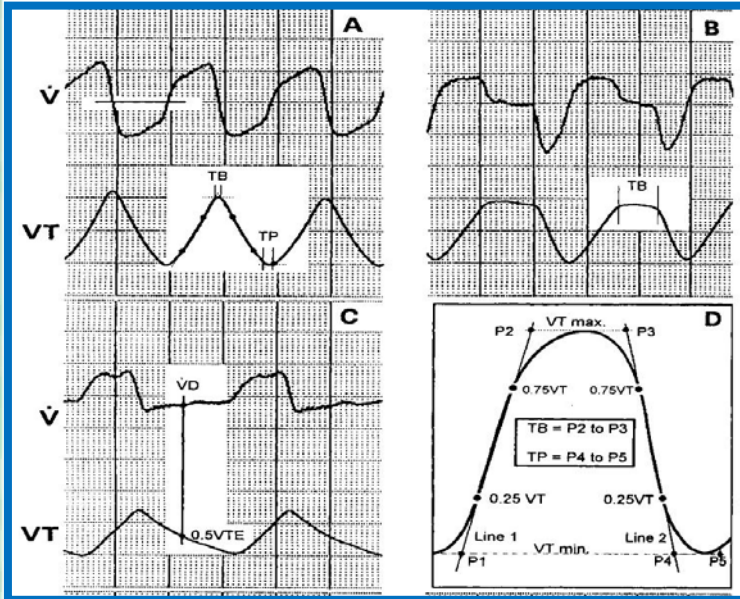 A
V̇
TB
VT
TP
B
TB
C
V̇
V̇D
VT
0.5VTE
D
P2 VT max. P3
0.75VT 0.75VT
TB = P2 to P3
TP = P4 to P5
0.25 VT 0.25VT
Line 1 Line 2
VT min.
P1 P4 P5